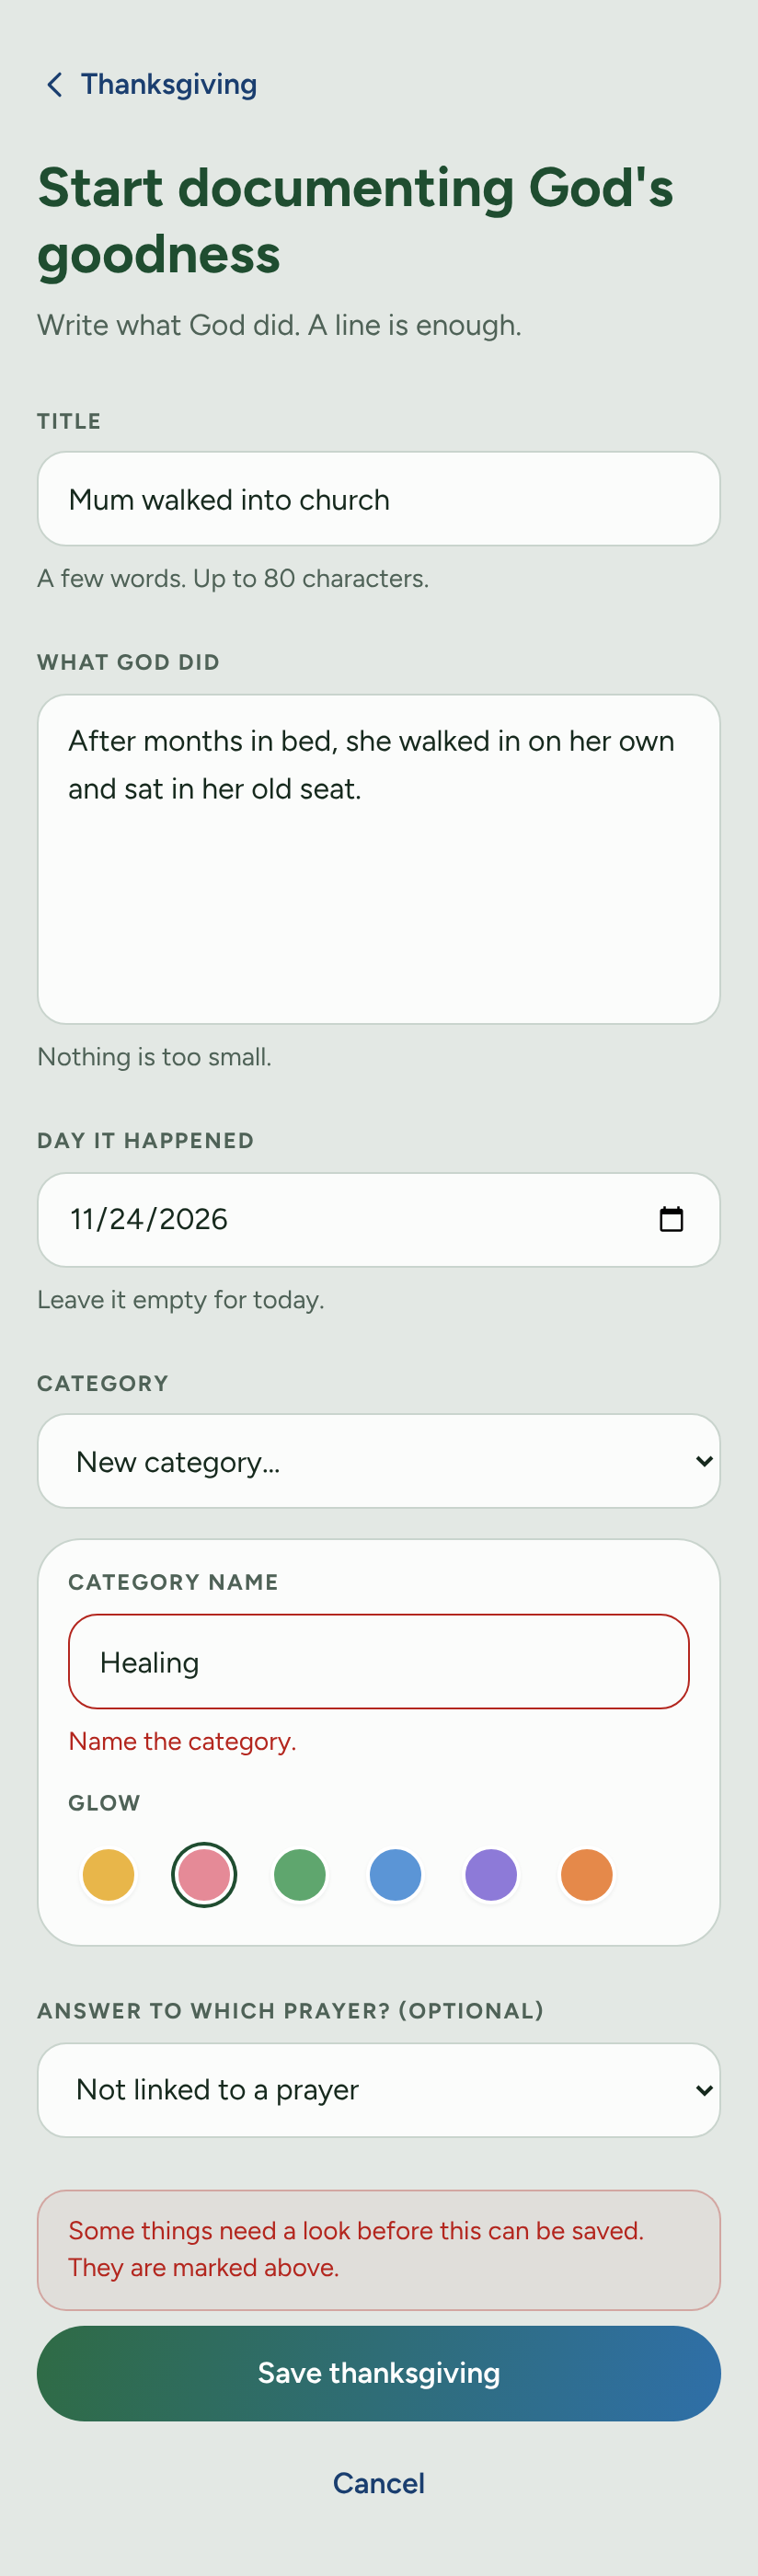 Thanksgiving
Start documenting God's
goodness
Write what God did. A line is enough.
TITLE
Mum walked into church
A few words. Up to 80 characters.
WHAT GOD DID
After months in bed, she walked in on her own
and sat in her old seat.
Nothing is too small.
DAY IT HAPPENED
11/24/2026
Leave it empty for today.
CATEGORY
New category...
CATEGORY NAME
Healing
Name the category.
GLOW
ANSWER TO WHICH PRAYER? (OPTIONAL)
Not linked to a prayer
Some things need a look before this can be saved.
They are marked above.
Save thanksgiving
Cancel